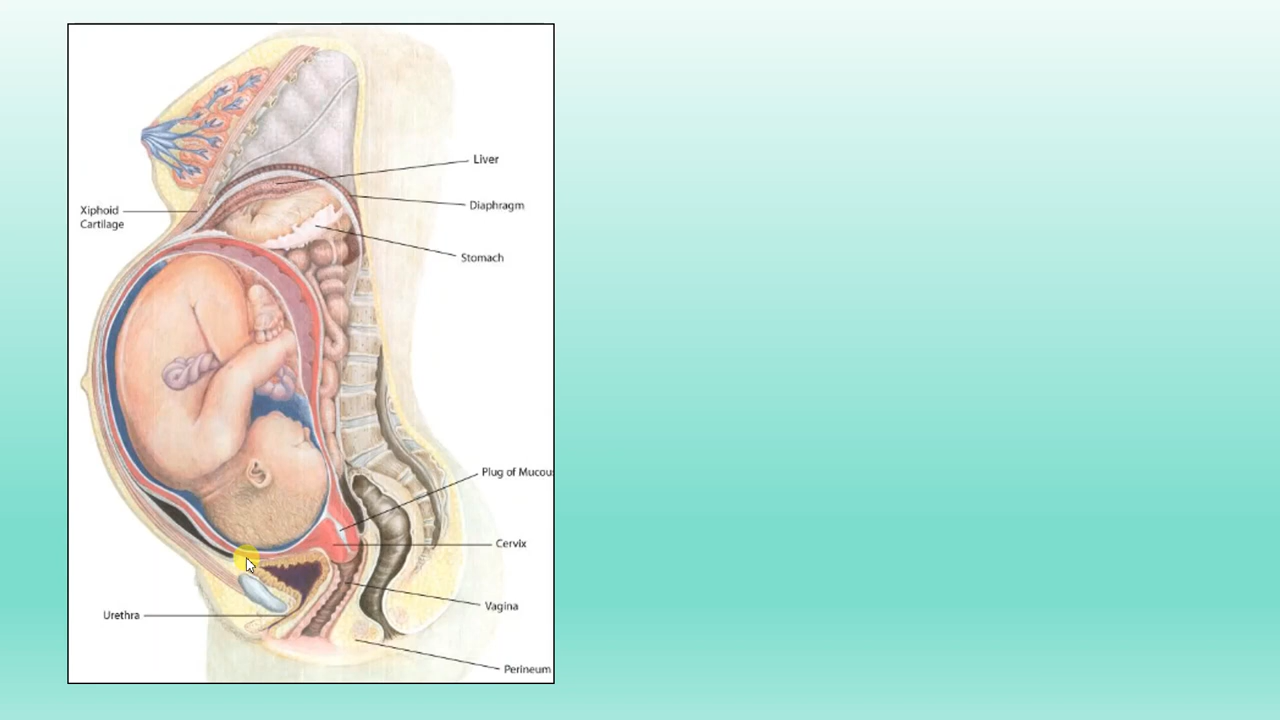 Liver
Diaphragm
Xiphoid
Cartilage
Stomach
Plug of Mucou
Cervix
Vagina
Urethra
Perineum